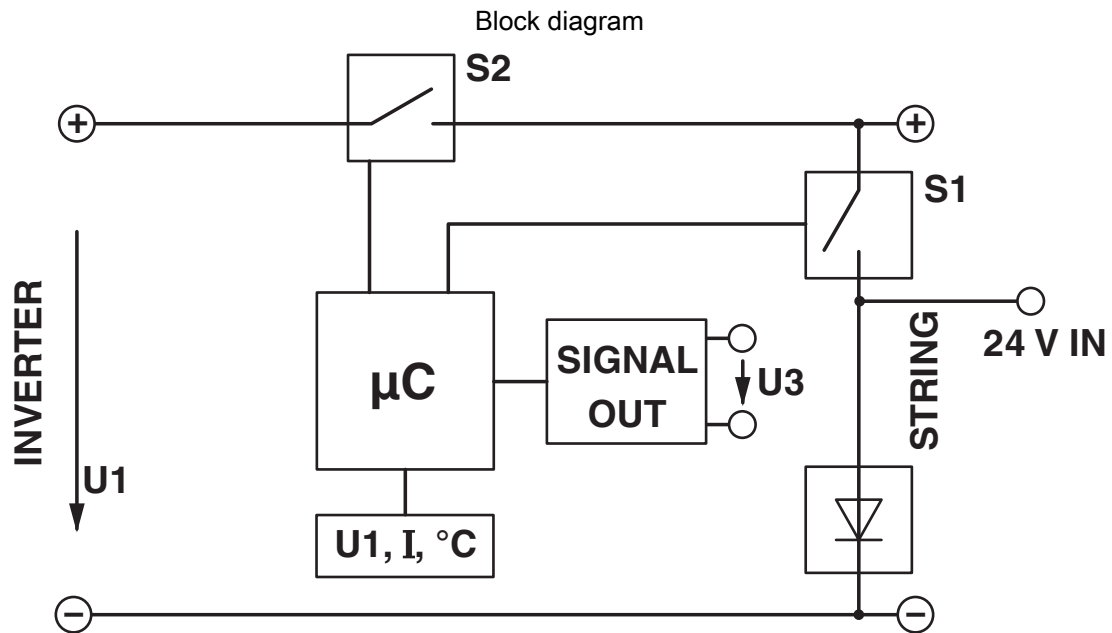 Block diagram
S2
+
+
S1
INVERTER
U1
24 V IN
STRING
µC
SIGNAL
OUT
U3
U1, I, °C
−
−